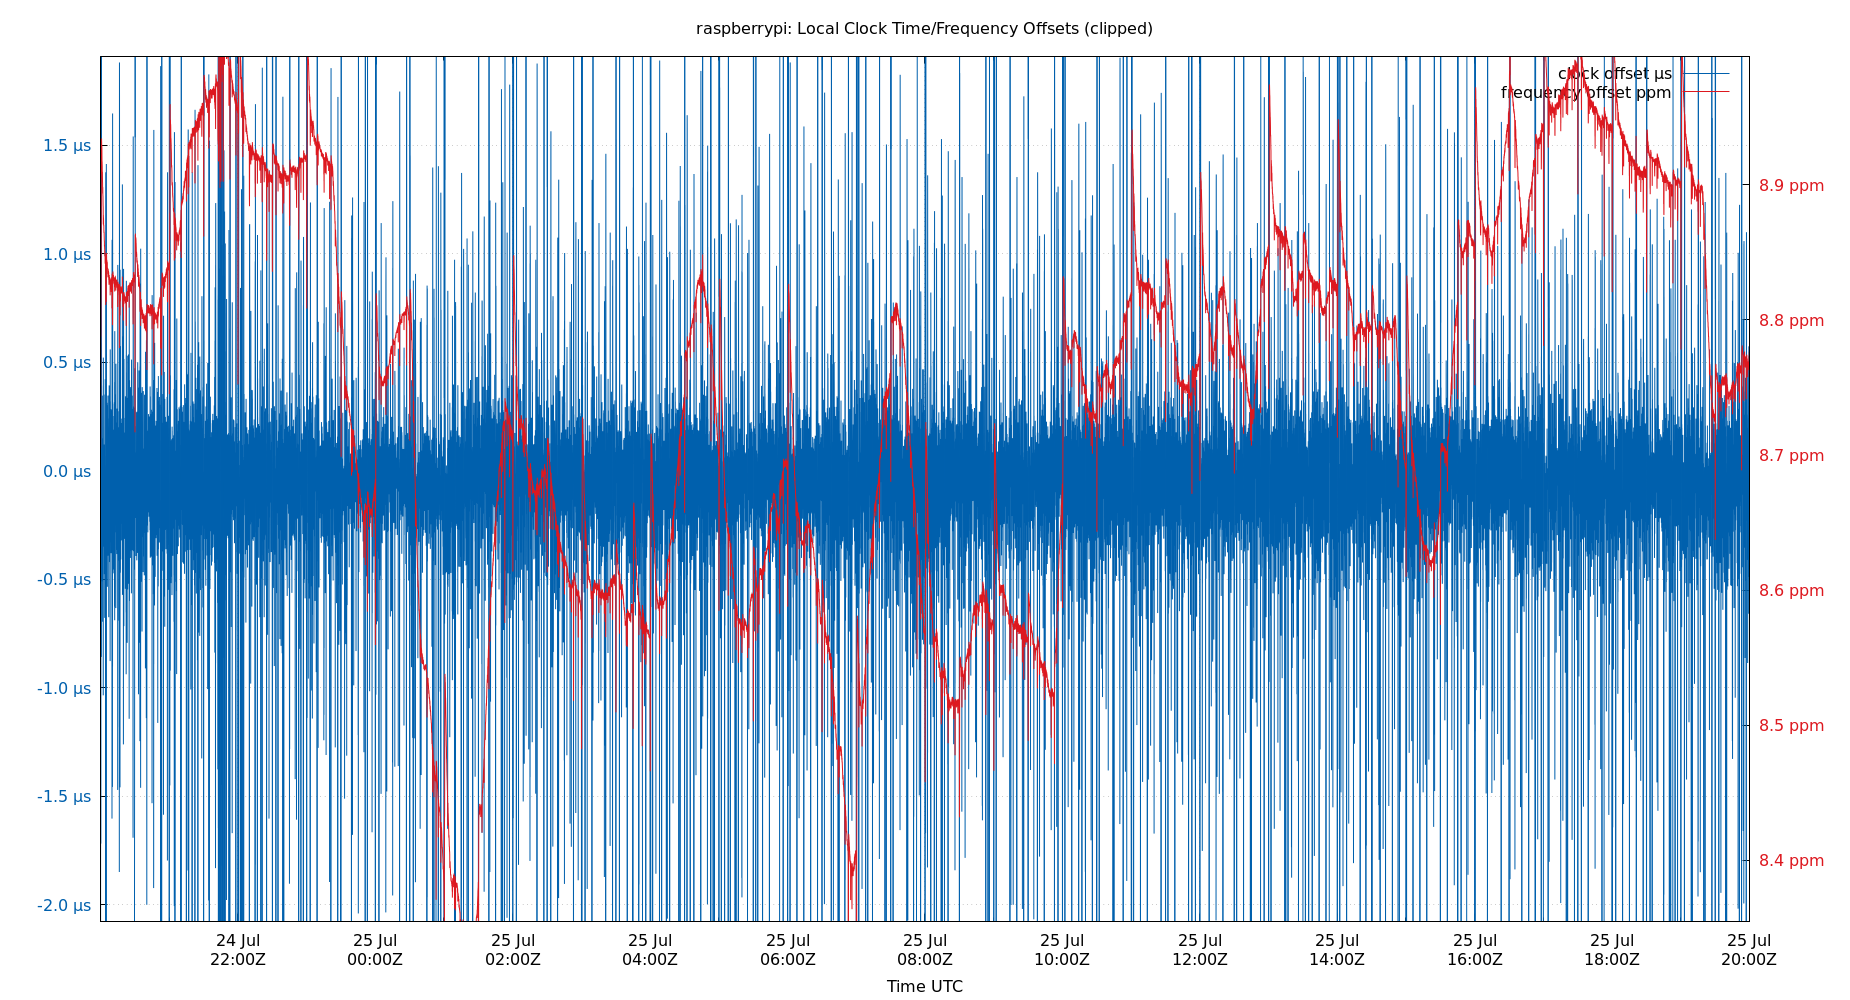 raspberrypi: Local Clock Time/Frequency Offsets (clipped)
clock offset µs
frequency offset ppm
1.5 µs
1.0 µs
0.5 µs
0.0 µs
-0.5 µs
-1.0 µs
-1.5 µs
-2.0 µs
8.9 ppm
8.8 ppm
8.7 ppm
8.6 ppm
8.5 ppm
8.4 ppm
24 Jul 25 Jul 25 Jul 25 Jul 25 Jul 25 Jul 25 Jul 25 Jul 25 Jul 25 Jul 25 Jul 25 Jul
22:00Z 00:00Z 02:00Z 04:00Z 06:00Z 08:00Z 10:00Z 12:00Z 14:00Z 16:00Z 18:00Z 20:00Z
Time UTC